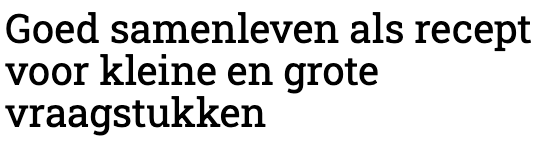 Goed samenleven als recept
voor kleine en grote
vraagstukken